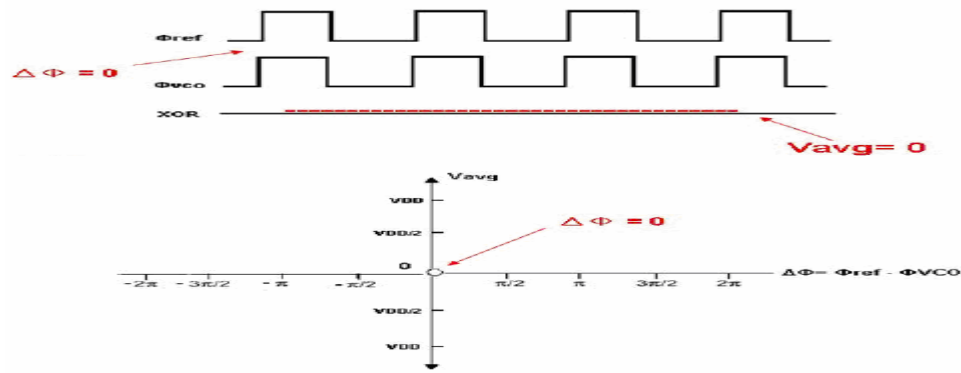 Φref
ΔΦ = 0
Φvco
XOR
Vavg= 0
Vavg
VDD
ΔΦ = 0
VDD/2
0
-2π -3π/2 -π -π/2 π/2 π 3π/2 2π ΔΦ= Φref - ΦVCO
VDD/2
VDD